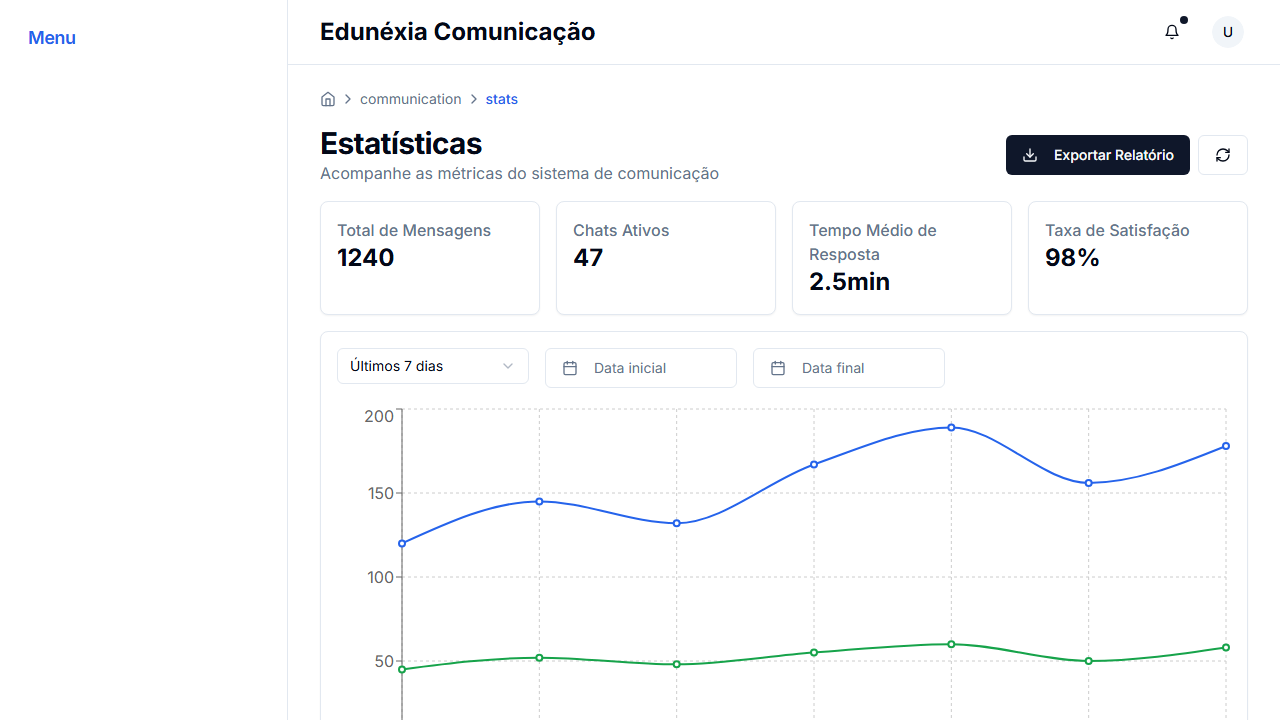 Menu
Edunéxia Comunicação
U
communication
stats
Estatísticas
Acompanhe as métricas do sistema de comunicação
Exportar Relatório
Total de Mensagens
1240
Chats Ativos
47
Tempo Médio de
Resposta
2.5min
Taxa de Satisfação
98%
Últimos 7 dias
Data inicial
Data final
200
150
100
50